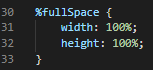 30 %fullSpace {
31     width: 100%;
32     height: 100%;
33 }